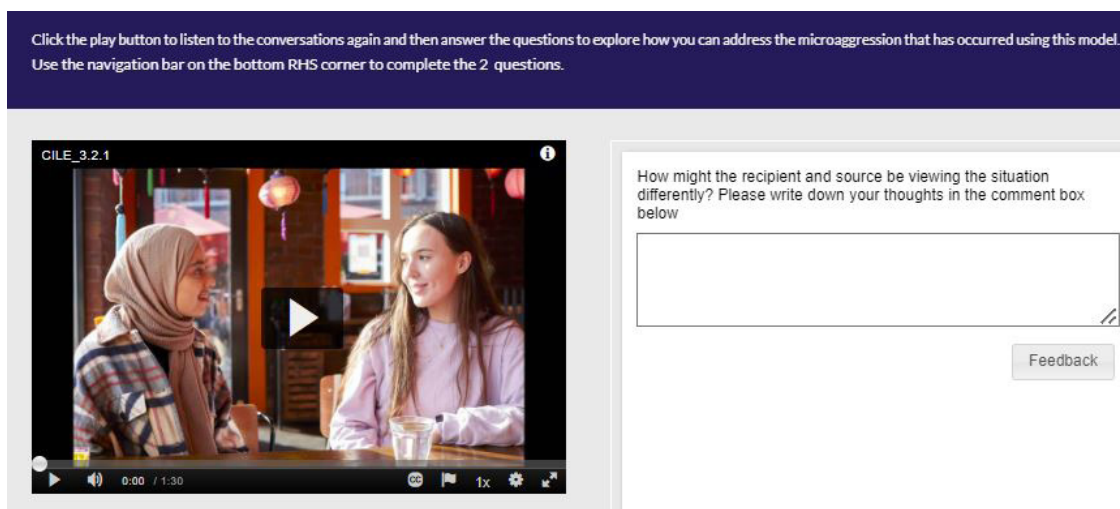 Click the play button to listen to the conversations again and then answer the questions to explore how you can address the microaggression that has occurred using this model.
Use the navigation bar on the bottom RHS corner to complete the 2 questions.
CILE_3.2.1
How might the recipient and source be viewing the situation
differently? Please write down your thoughts in the comment box
below
Feedback
0:00 / 1:30 CC 1x